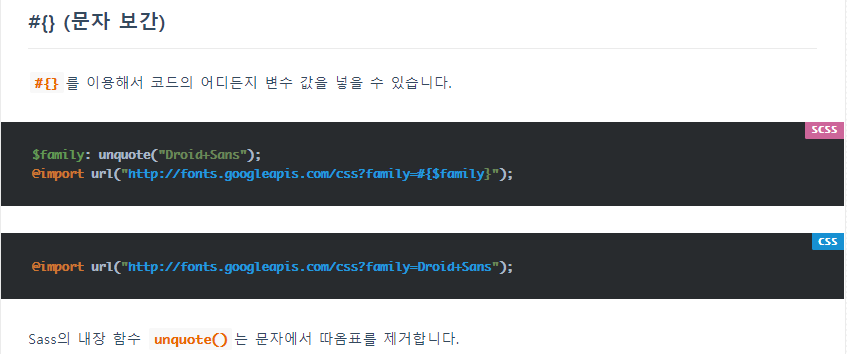 #{} (문자 보간)
#{} 를 이용해서 코드의 어디든지 변수 값을 넣을 수 있습니다.
SCSS
$family: unquote("Droid+Sans");
@import url("http://fonts.googleapis.com/css?family=#{$family}");
CSS
@import url("http://fonts.googleapis.com/css?family=Droid+Sans");
Sass의 내장 함수 unquote() 는 문자에서 따옴표를 제거합니다.